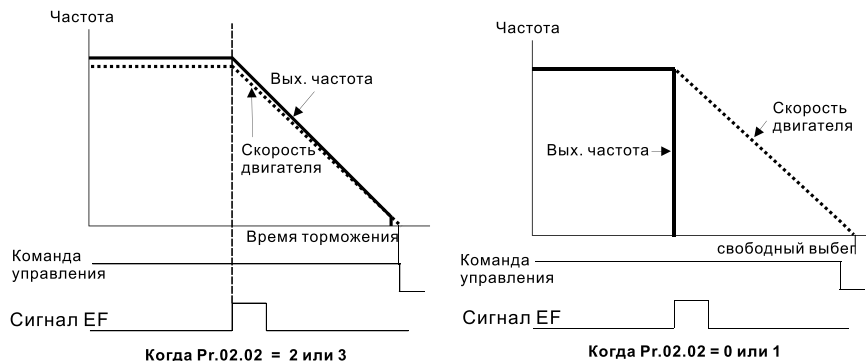 Частота
Вых. частота
Скорость
двигателя
Время торможения
Команда
управления
Сигнал EF
Когда Pr.02.02 = 2 или 3
Частота
Скорость
двигателя
Вых. частота
свободный выбег
Команда
управления
Сигнал EF
Когда Pr.02.02 = 0 или 1